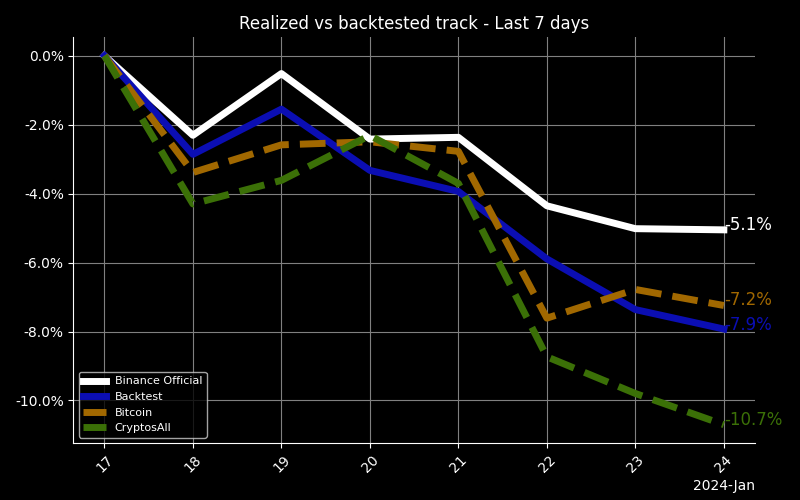 Realized vs backtested track - Last 7 days
0.0%
-2.0%
-4.0%
-6.0%
-8.0%
-10.0%
-5.1%
-7.2%
-7.9%
-10.7%
Binance Official
Backtest
Bitcoin
CryptosAll
17 18 19 20 21 22 23 24
2024-Jan